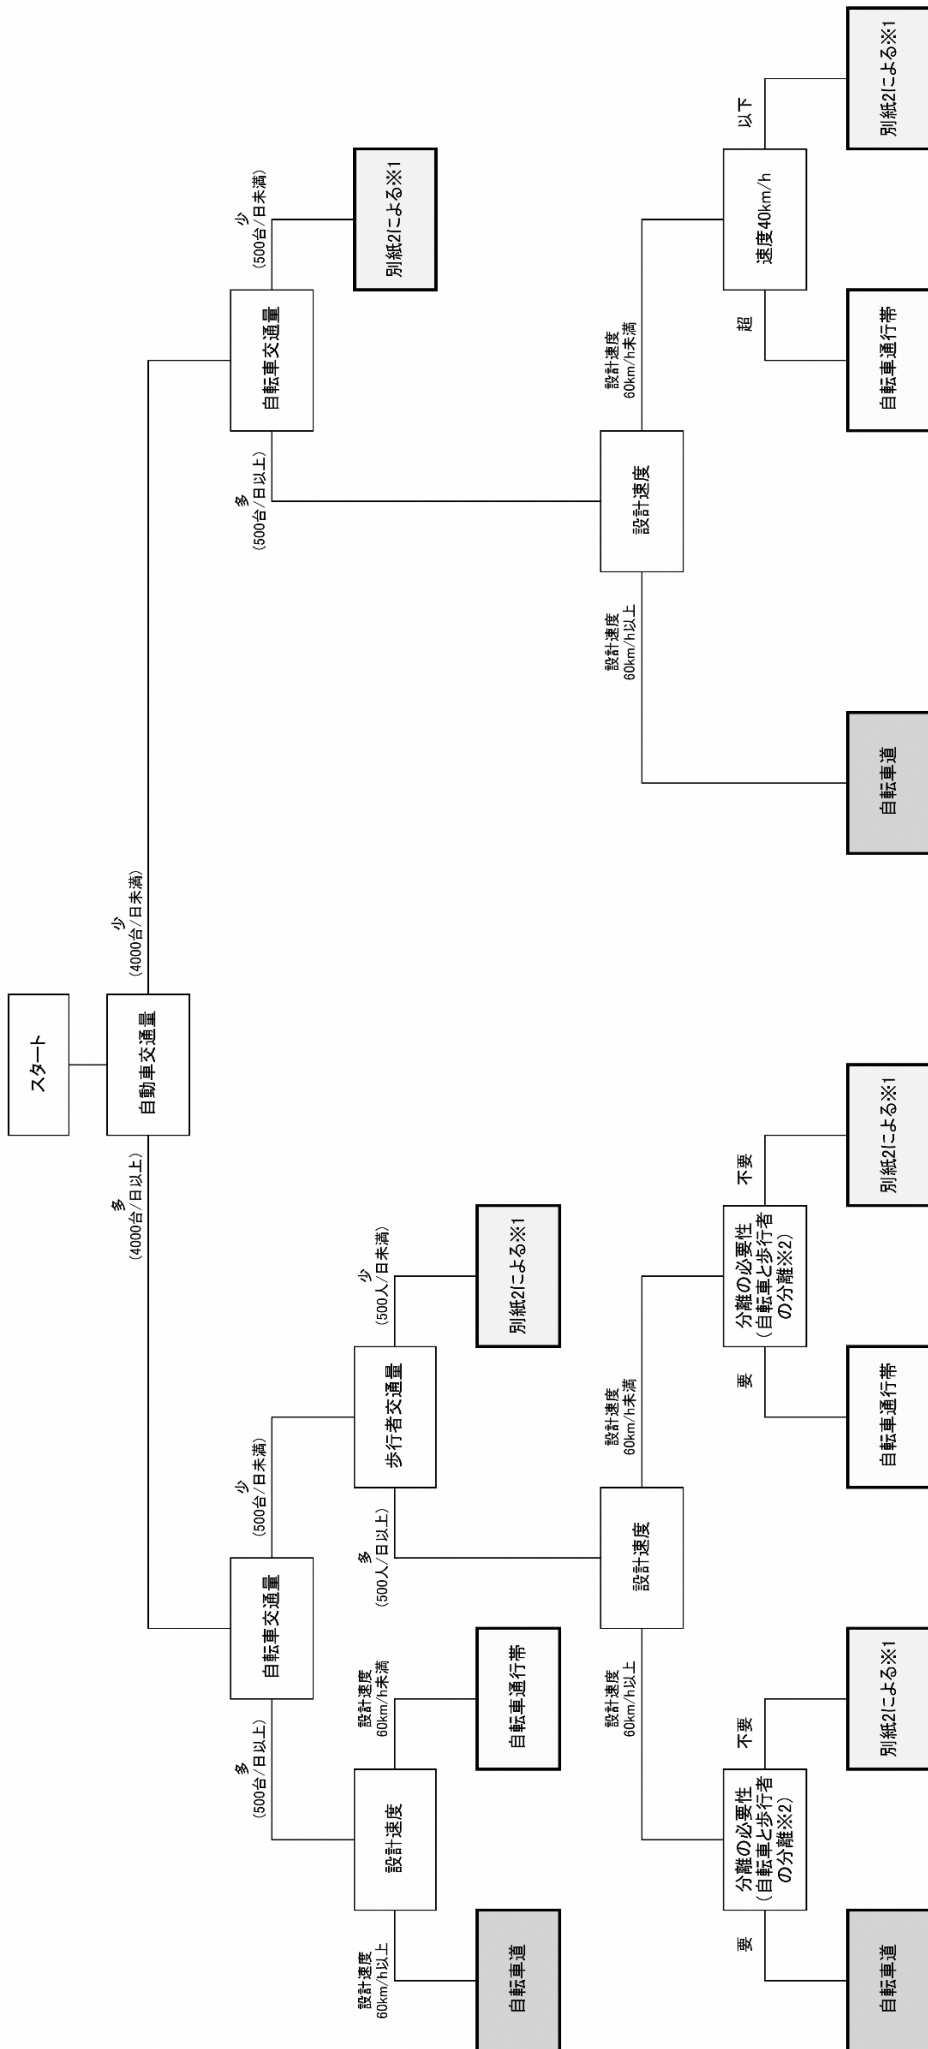 スタート
自動車交通量
多
(4000台/日以上)
少
(4000台/日未満)
自転車交通量
多
(500台/日以上)
少
(500台/日未満)
設計速度
設計速度
60km/h以上
設計速度
60km/h未満
自転車道
自転車通行帯
歩行者交通量
多
(500人/日以上)
少
(500人/日未満)
別紙2による※1
設計速度
設計速度
60km/h以上
設計速度
60km/h未満
分離の必要性
(自転車と歩行者
の分離※2)
要
不要
自転車道
別紙2による※1
分離の必要性
(自転車と歩行者
の分離※2)
要
不要
自転車通行帯
別紙2による※1
自転車交通量
多
(500台/日以上)
少
(500台/日未満)
別紙2による※1
設計速度
設計速度
60km/h以上
設計速度
60km/h未満
自転車道
速度40km/h
超
以下
自転車通行帯
別紙2による※1